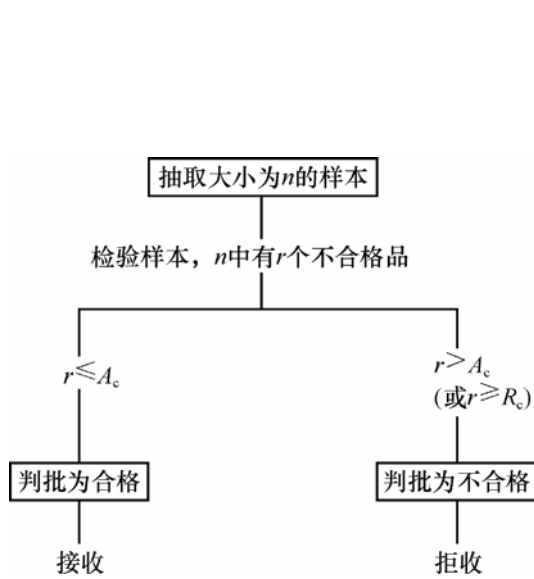 抽取大小为n的样本
检验样本，n中有r个不合格品
r≤Ac
r＞Ac
(或r≥Rc)
判批为合格
判批为不合格
接收
拒收